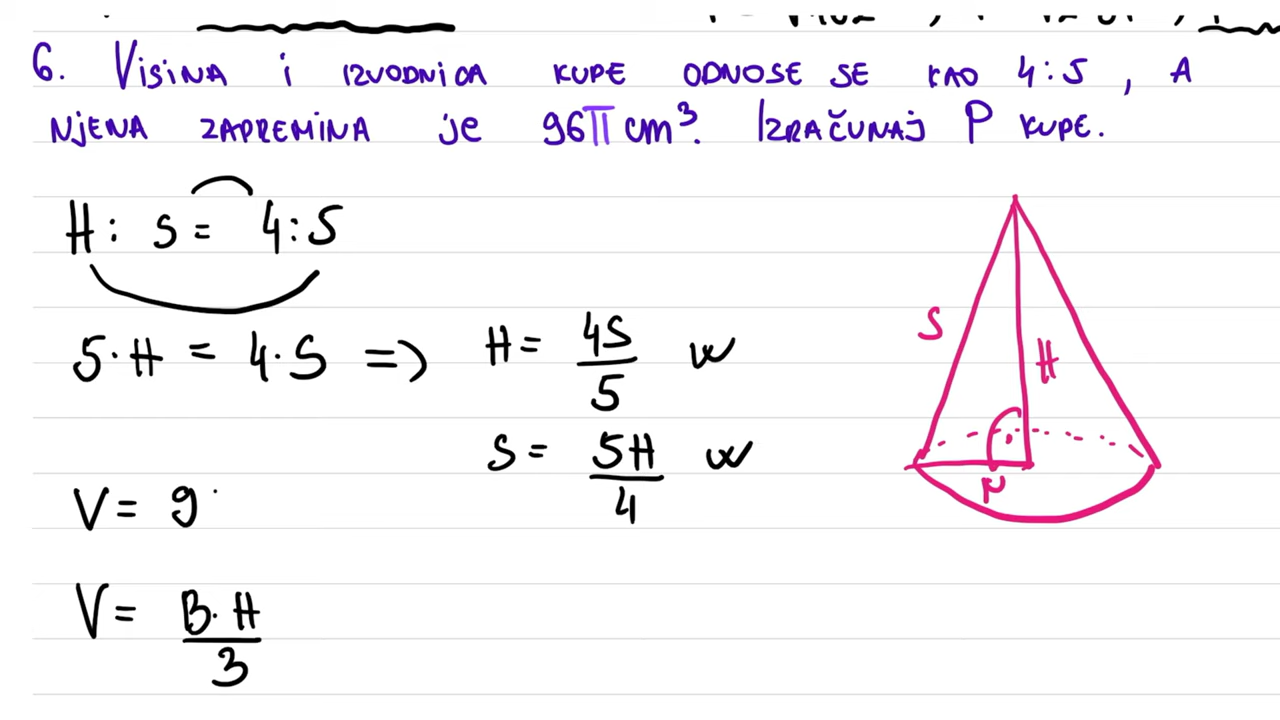 6. Visina i izvodnica kupe odnose se kao 4:5, a
njena zapremina je 96π cm³. Izračunaj P kupe.
H : s = 4 : 5
5·H = 4·s => H = 4s/5
s = 5H/4
V = 9
V = B·H/3
s
H
r